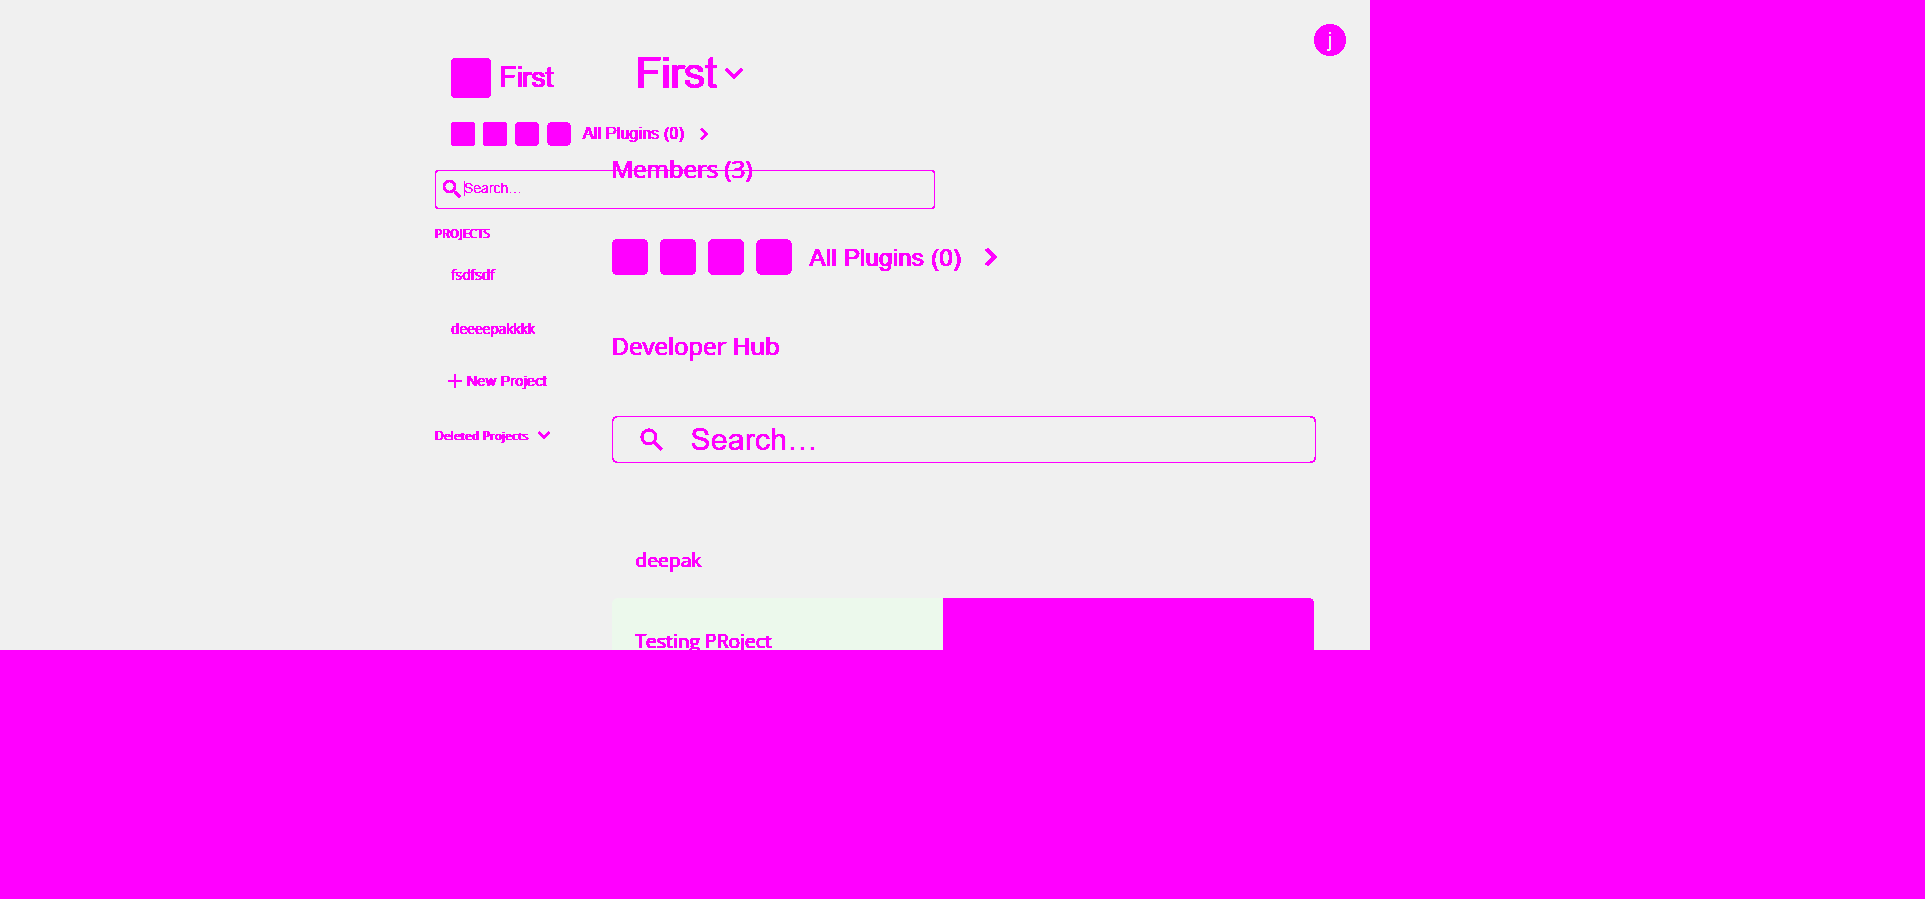 j
First
First
All Plugins (0)
Members (3)
Search...
PROJECTS
All Plugins (0)
fsdfsdf
deeeepakkkk
Developer Hub
New Project
Deleted Projects
Search...
deepak
Testing PRoject